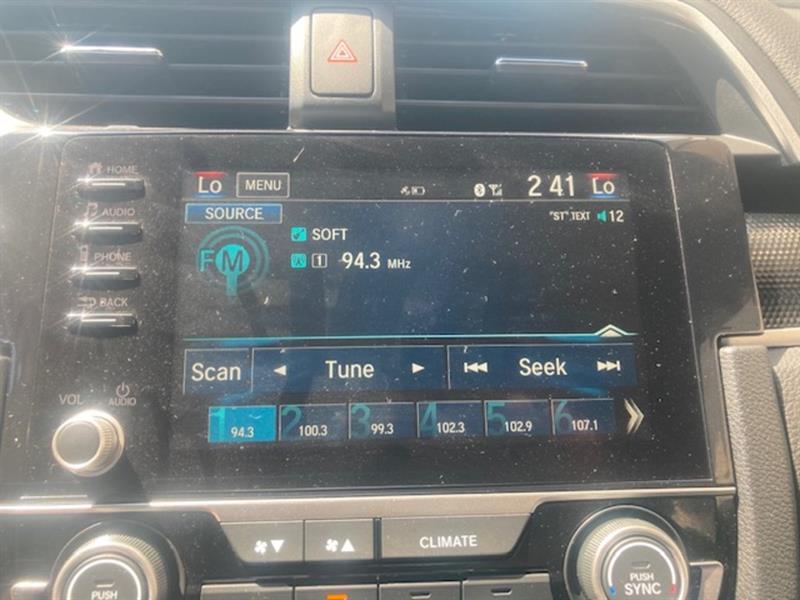 HOME
Lo MENU 2 41 Lo
AUDIO
SOURCE "ST" TEXT 12
SOFT
FM 1 94.3 MHz
PHONE
BACK
Scan Tune Seek
VOL AUDIO
1 94.3 2 100.3 3 99.3 4 102.3 5 102.9 6 107.1
CLIMATE
PUSH PUSH
SYNC